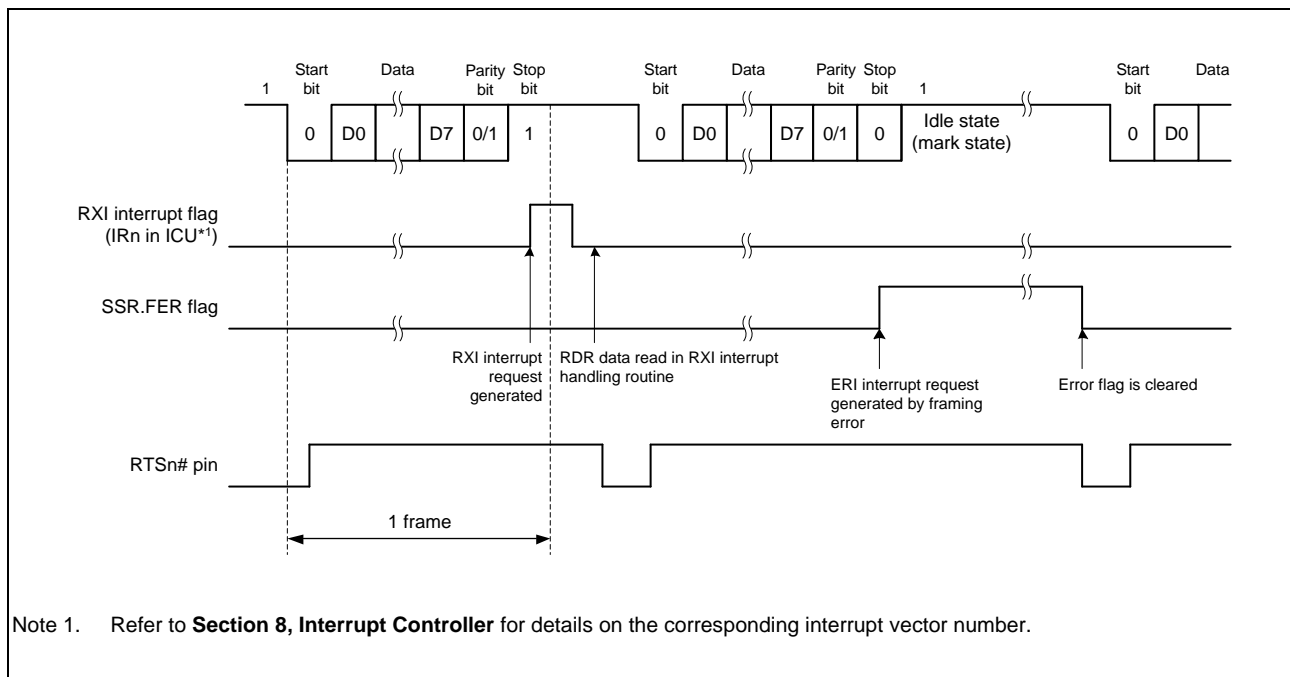 Start bit Data Parity bit Stop bit Start bit Data Parity bit Stop bit Start bit Data
1 0 D0 D7 0/1 1 0 D0 D7 0/1 0 1 Idle state (mark state) 0 D0
RXI interrupt flag
(IRn in ICU*1)
SSR.FER flag
RXI interrupt
request
generated
RDR data read in RXI interrupt
handling routine
ERI interrupt request
generated by framing
error
Error flag is cleared
RTSn# pin
1 frame
Note 1. Refer to Section 8, Interrupt Controller for details on the corresponding interrupt vector number.